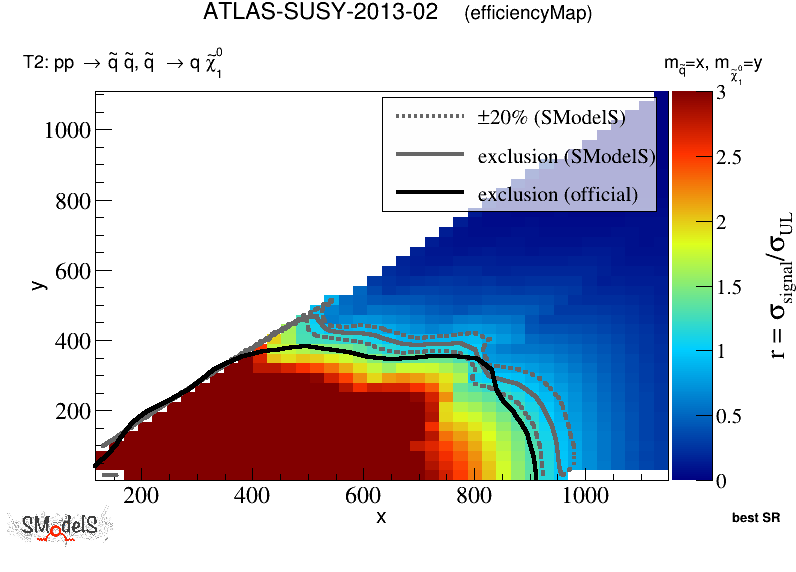 ATLAS-SUSY-2013-02 (efficiencyMap)
T2: pp → q̃ q̃, q̃ → q χ̃₁⁰
m_q̃=x, m_χ̃₁⁰=y
±20% (SModelS)
exclusion (SModelS)
exclusion (official)
1000
800
600
400
200
y
200 400 600 800 1000
x
3
2.5
2
1.5
1
0.5
0
r = σ_signal/σ_UL
best SR
SModelS